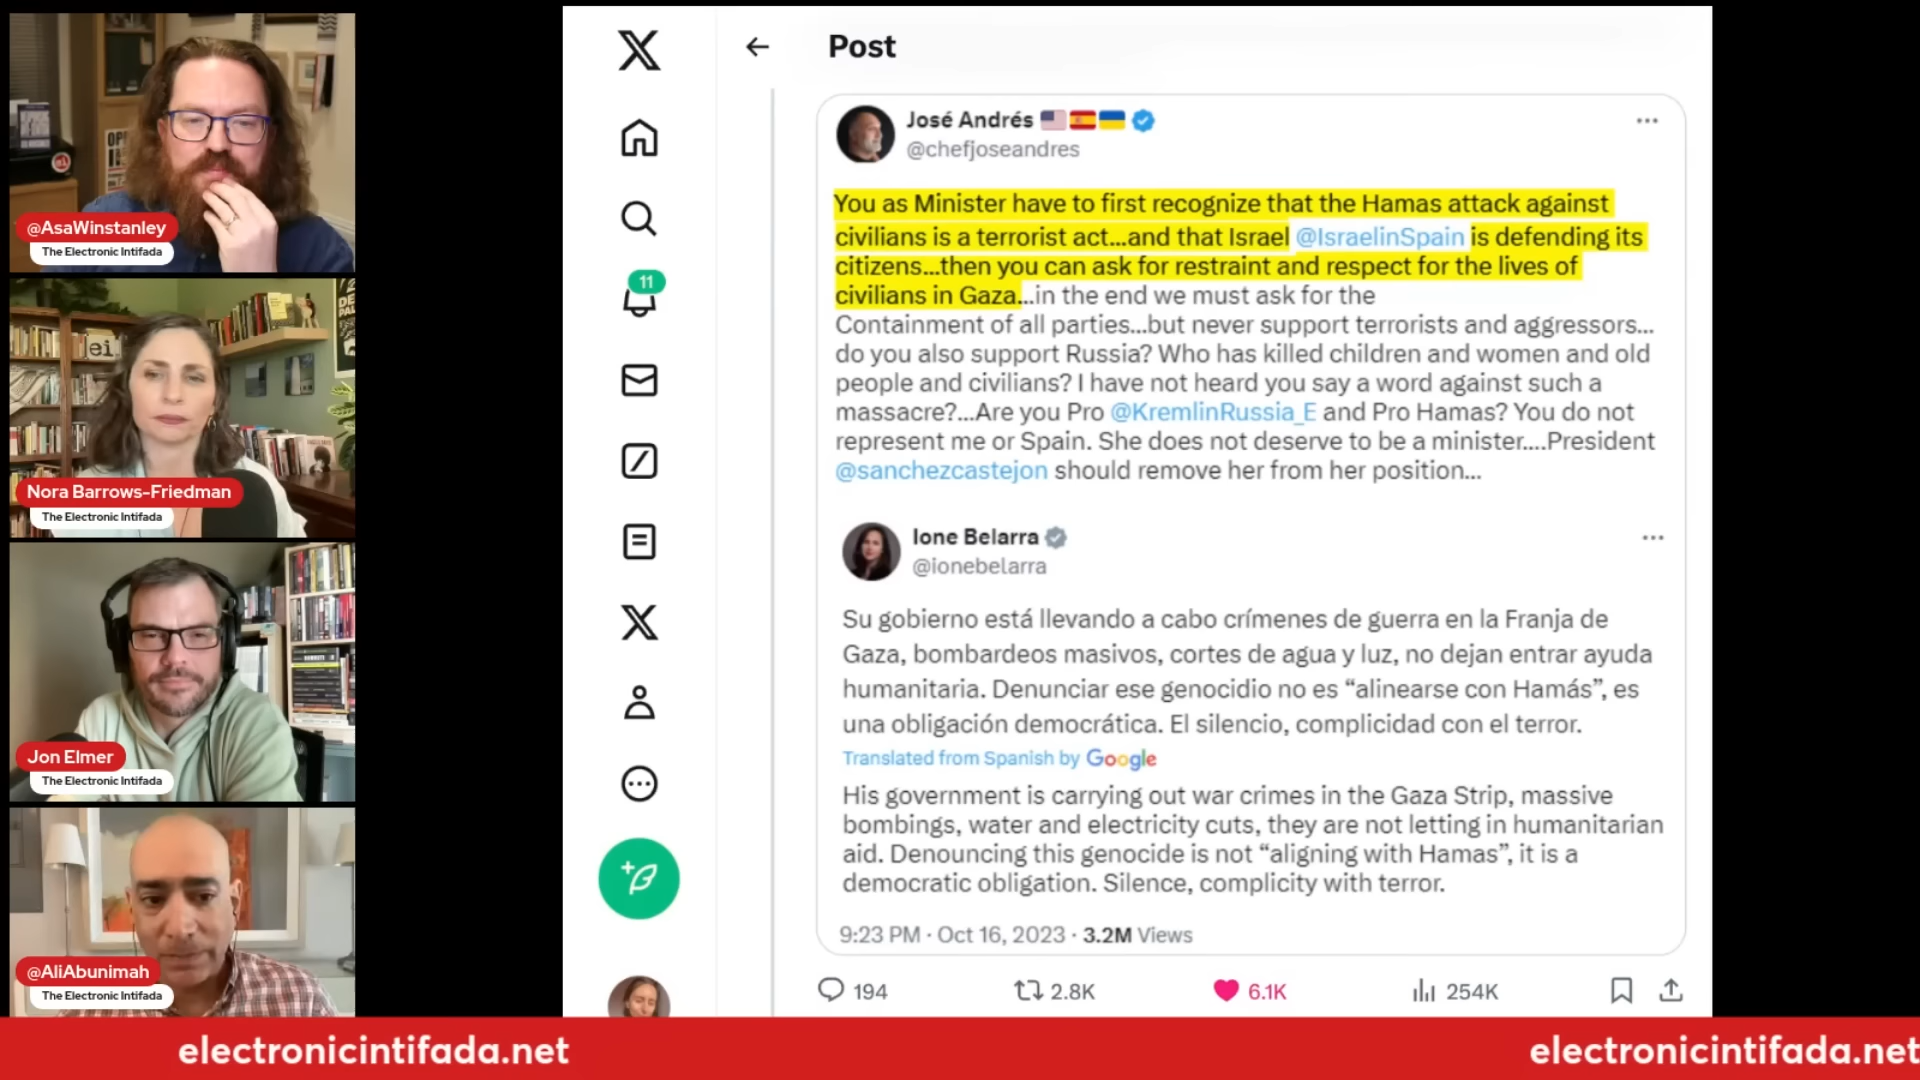 @AsaWinstanley
The Electronic Intifada
ei
Nora Barrows-Friedman
The Electronic Intifada
Jon Elmer
The Electronic Intifada
@AliAbunimah
The Electronic Intifada
X
11
X
Post
José Andrés
@chefjoseandres
You as Minister have to first recognize that the Hamas attack against
civilians is a terrorist act...and that Israel @IsraelinSpain is defending its
citizens...then you can ask for restraint and respect for the lives of
civilians in Gaza...in the end we must ask for the
Containment of all parties...but never support terrorists and aggressors...
do you also support Russia? Who has killed children and women and old
people and civilians? I have not heard you say a word against such a
massacre?...Are you Pro @KremlinRussia_E and Pro Hamas? You do not
represent me or Spain. She does not deserve to be a minister....President
@sanchezcastejon should remove her from her position...
Ione Belarra
@ionebelarra
Su gobierno está llevando a cabo crímenes de guerra en la Franja de
Gaza, bombardeos masivos, cortes de agua y luz, no dejan entrar ayuda
humanitaria. Denunciar ese genocidio no es “alinearse con Hamás”, es
una obligación democrática. El silencio, complicidad con el terror.
Translated from Spanish by Google
His government is carrying out war crimes in the Gaza Strip, massive
bombings, water and electricity cuts, they are not letting in humanitarian
aid. Denouncing this genocide is not “aligning with Hamas”, it is a
democratic obligation. Silence, complicity with terror.
9:23 PM · Oct 16, 2023 · 3.2M Views
194 2.8K 6.1K 254K
electronicintifada.net electronicintifada.net